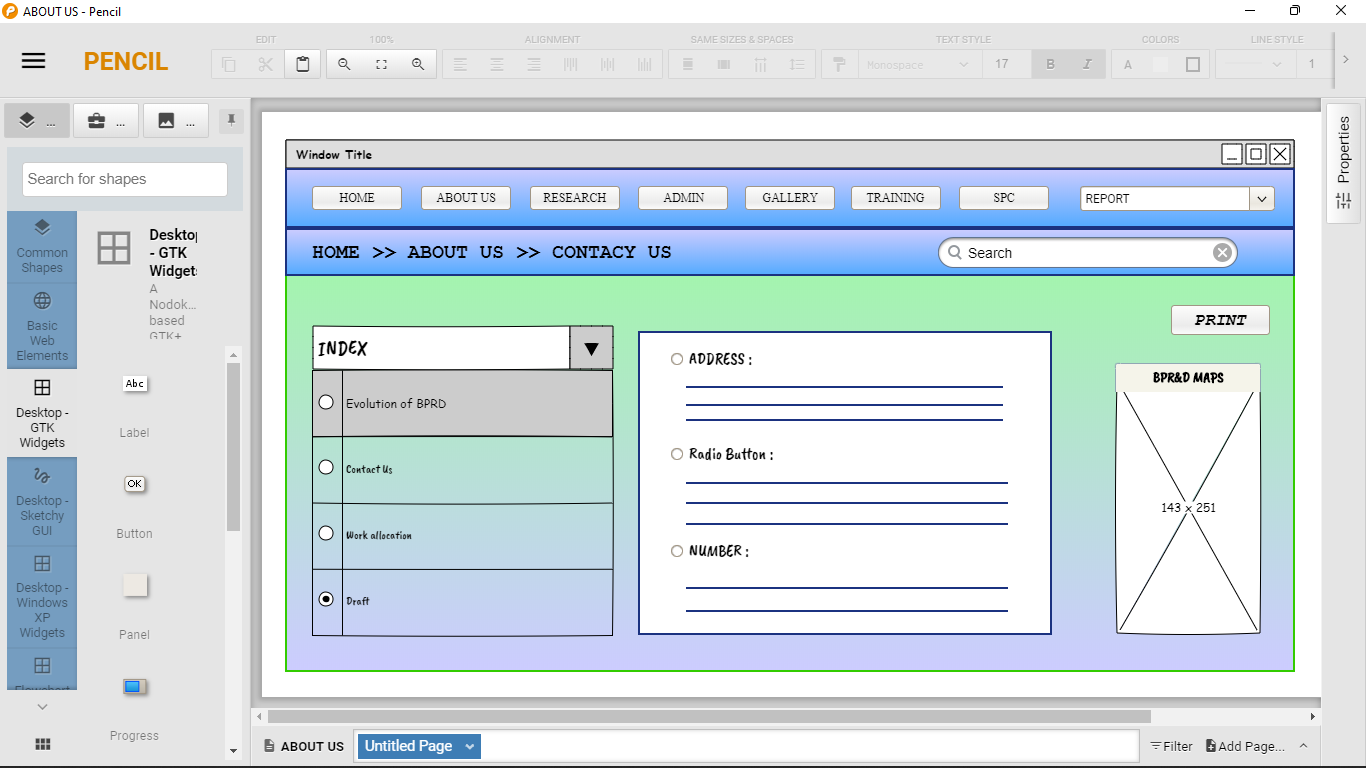 ABOUT US - Pencil
PENCIL
EDIT
100%
ALIGNMENT
SAME SIZES & SPACES
TEXT STYLE
COLORS
LINE STYLE
Monospace
17
B
I
A
1
...
...
...
Search for shapes
Common
Shapes
Basic
Web
Elements
Desktop -
GTK
Widgets
Desktop -
Sketchy
GUI
Desktop -
Windows
XP
Widgets
Desktop
- GTK
Widgets
A
Nodok...
based
GTK+
Abc
Label
OK
Button
Panel
Progress
Window Title
HOME
ABOUT US
RESEARCH
ADMIN
GALLERY
TRAINING
SPC
REPORT
HOME >> ABOUT US >> CONTACY US
Search
PRINT
INDEX
Evolution of BPRD
Contact Us
Work allocation
Draft
ADDRESS :
Radio Button :
NUMBER :
BPR&D MAPS
143 x 251
Properties
ABOUT US
Untitled Page
Filter
Add Page...